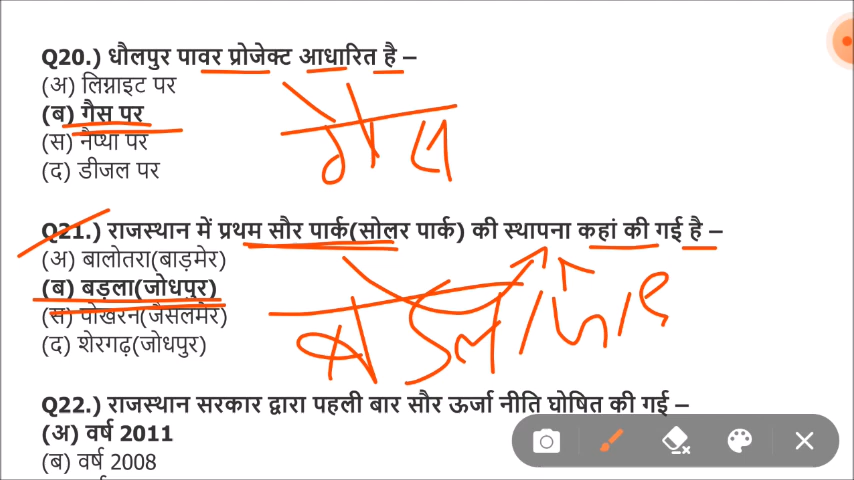 Q20.) धौलपुर पावर प्रोजेक्ट आधारित है –
(अ) लिग्नाइट पर
(ब) गैस पर
गैस
(स) नैप्था पर
(द) डीजल पर
Q21.) राजस्थान में प्रथम सौर पार्क(सोलर पार्क) की स्थापना कहां की गई है –
(अ) बालोतरा(बाड़मेर)
(ब) बड़ला(जोधपुर)
(स) पोखरन(जैसलमेर)
(द) शेरगढ़(जोधपुर)
Q22.) राजस्थान सरकार द्वारा पहली बार सौर ऊर्जा नीति घोषित की गई –
(अ) वर्ष 2011
(ब) वर्ष 2008